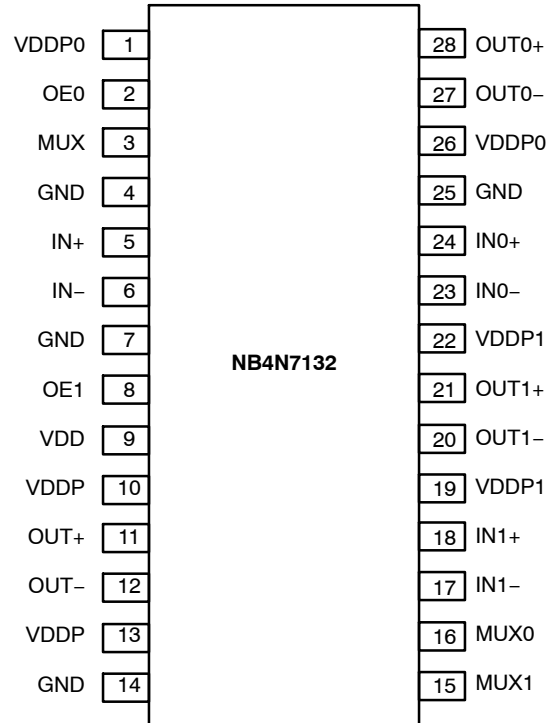 VDDP0 1 28 OUT0+
OE0 2 27 OUT0−
MUX 3 26 VDDP0
GND 4 25 GND
IN+ 5 24 IN0+
IN− 6 23 IN0−
GND 7 22 VDDP1
NB4N7132
OE1 8 21 OUT1+
VDD 9 20 OUT1−
VDDP 10 19 VDDP1
OUT+ 11 18 IN1+
OUT− 12 17 IN1−
VDDP 13 16 MUX0
GND 14 15 MUX1